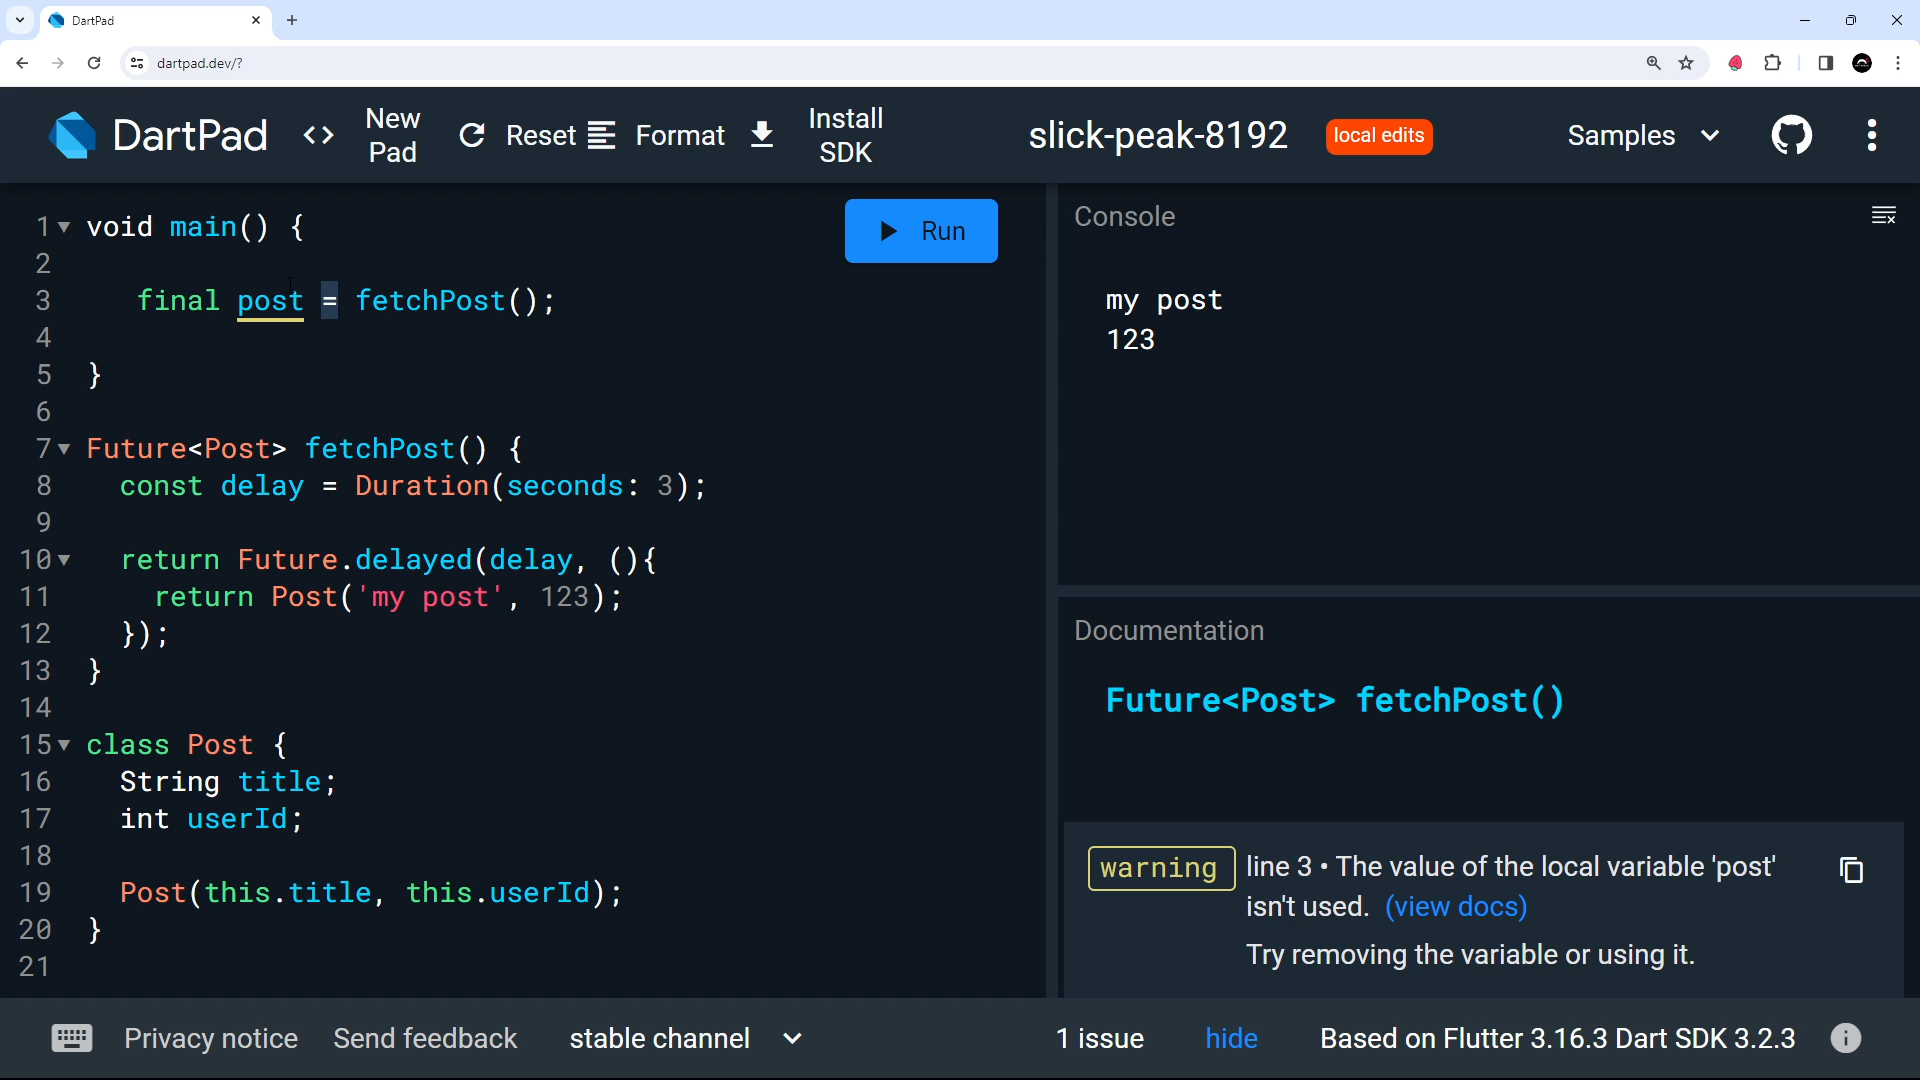 DartPad
dartpad.dev/?
DartPad
<> New Pad
Reset
Format
Install SDK
slick-peak-8192
local edits
Samples
1 void main() {
2
3    final post = fetchPost();
4
5 }
6
7 Future<Post> fetchPost() {
8   const delay = Duration(seconds: 3);
9
10   return Future.delayed(delay, (){
11     return Post('my post', 123);
12   });
13 }
14
15 class Post {
16   String title;
17   int userId;
18
19   Post(this.title, this.userId);
20 }
21
Run
Console
my post
123
Documentation
Future<Post> fetchPost()
warning line 3 • The value of the local variable 'post'
isn't used. (view docs)
Try removing the variable or using it.
Privacy notice
Send feedback
stable channel
1 issue
hide
Based on Flutter 3.16.3 Dart SDK 3.2.3